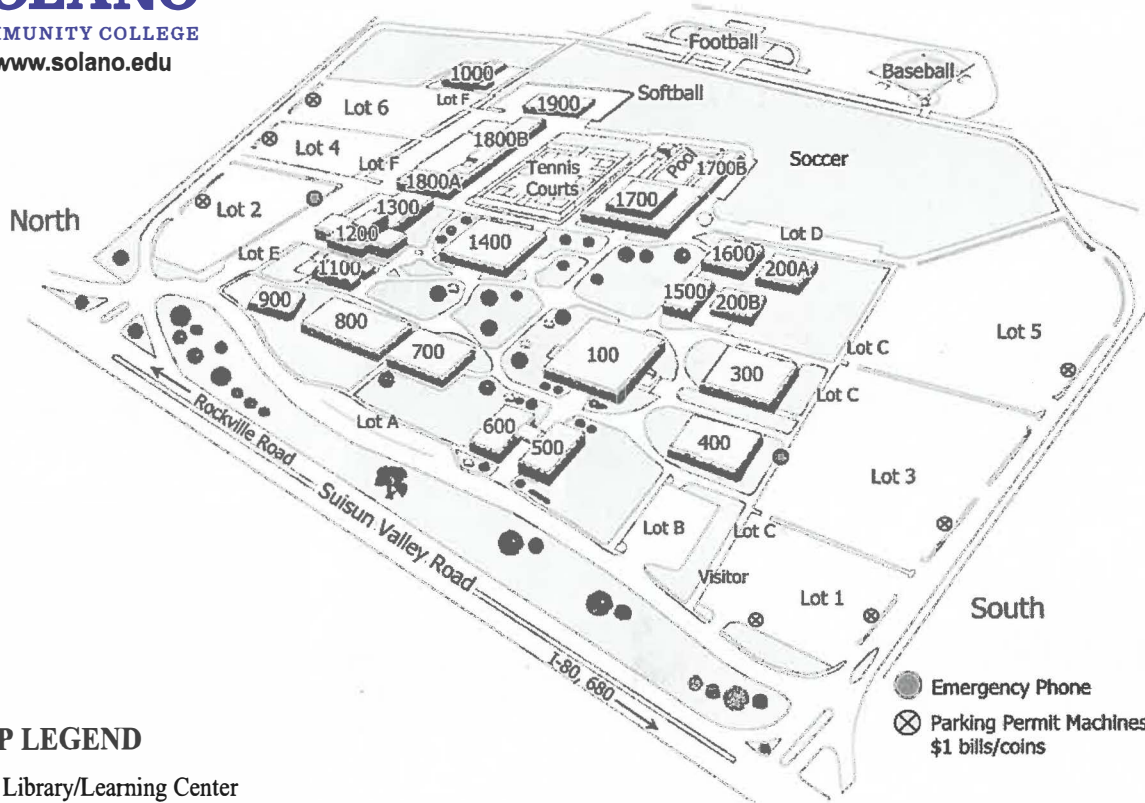 COMMUNITY COLLEGE
www.solano.edu
Football
Baseball
1000
Lot 6
Lot F
1900
Softball
Lot 4
1800B
Lot F
Tennis
Courts
Pool
1700B
Soccer
1800A
1700
Lot 2
1300
North
1200
1400
Lot D
Lot E
1600
1100
200A
900
1500
200B
800
Lot 5
700
100
Lot C
300
Lot C
Lot A
Rockville Road
600
400
500
Lot 3
Suisun Valley Road
Lot B
Lot C
Visitor
Lot 1
South
I-80, 680
Emergency Phone
Parking Permit Machines
$1 bills/coins
LEGEND
Library/Learning Center